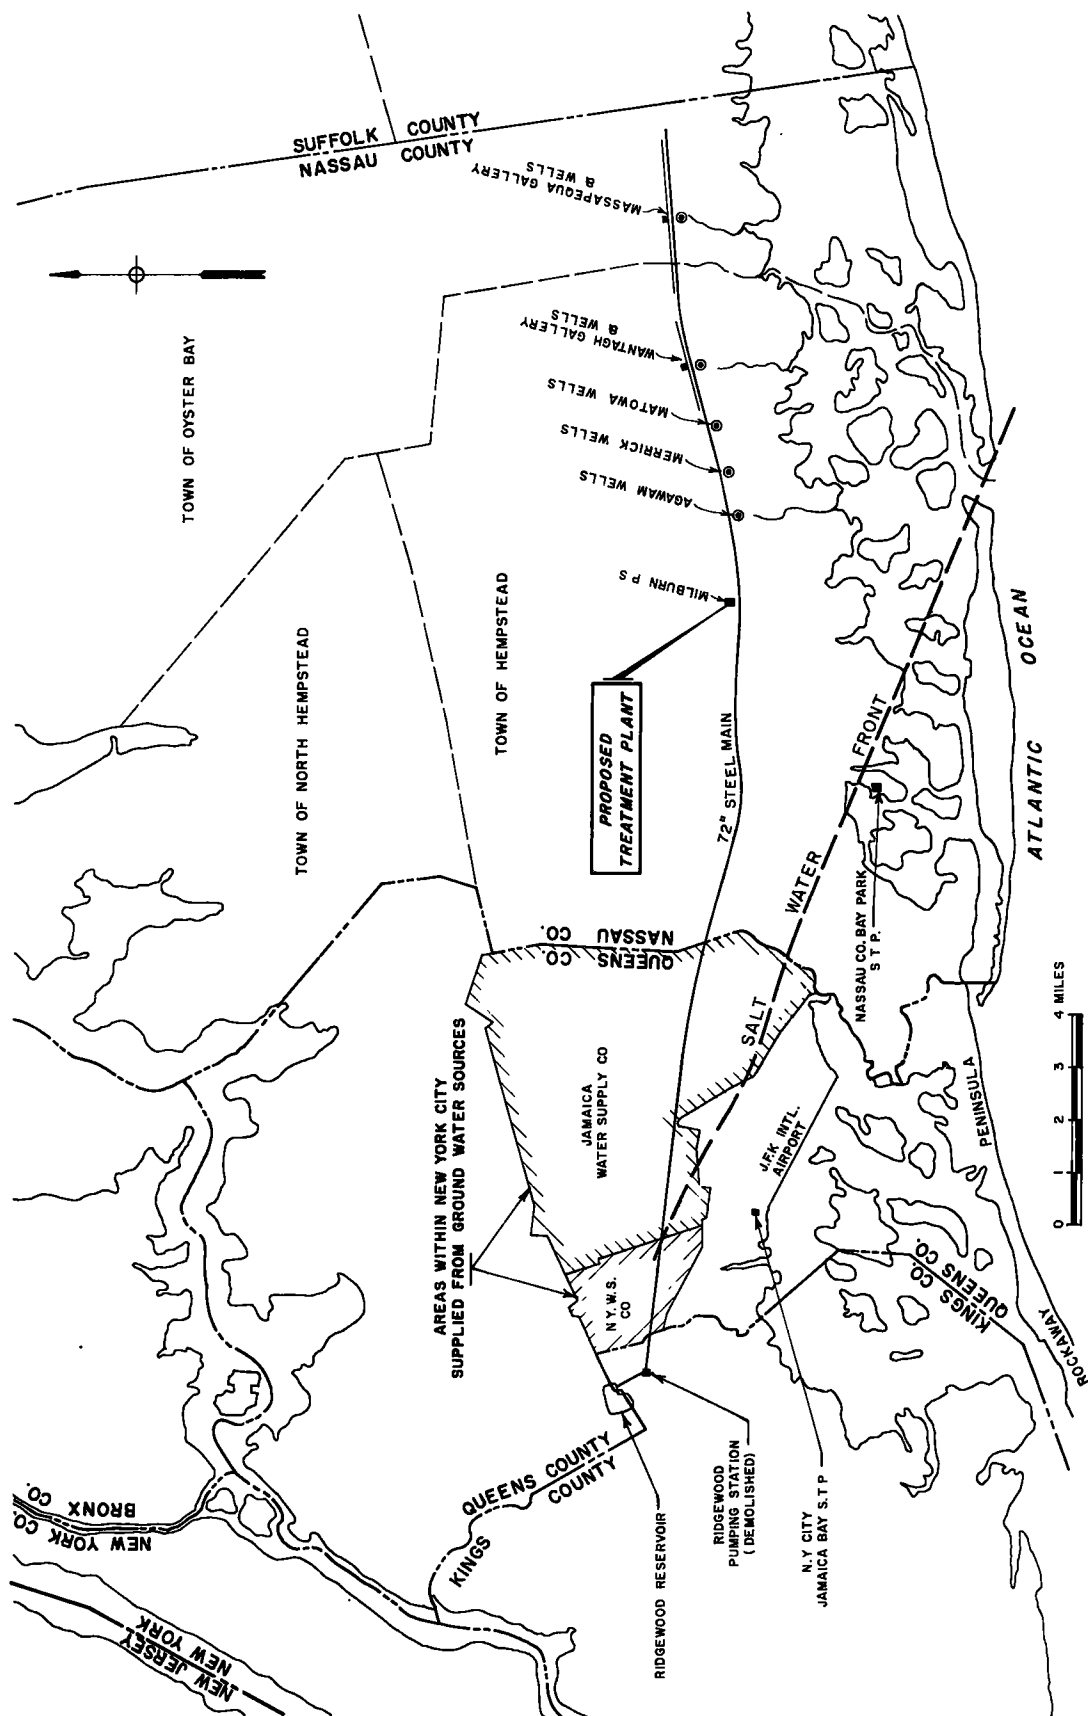 SUFFOLK COUNTY
NASSAU COUNTY
MASSAPEQUA GALLERY
& WELLS
WANTAGH GALLERY
& WELLS
MATOWA WELLS
MERRICK WELLS
AGAWAM WELLS
MILBURN P S
TOWN OF OYSTER BAY
TOWN OF NORTH HEMPSTEAD
TOWN OF HEMPSTEAD
PROPOSED
TREATMENT PLANT
72" STEEL MAIN
SALT WATER FRONT
ATLANTIC OCEAN
NASSAU CO. BAY PARK
S T P.
NASSAU CO.
QUEENS CO.
AREAS WITHIN NEW YORK CITY
SUPPLIED FROM GROUND WATER SOURCES
JAMAICA
WATER SUPPLY CO
N Y. W. S.
CO
J.F.K INTL.
AIRPORT
ROCKAWAY PENINSULA
KINGS CO.
QUEENS CO.
0 1 2 3 4 MILES
QUEENS COUNTY
KINGS COUNTY
RIDGEWOOD RESERVOIR
RIDGEWOOD
PUMPING STATION
(DEMOLISHED)
N.Y CITY
JAMAICA BAY S.T P
BRONX CO.
NEW YORK CO.
NEW JERSEY
NEW YORK